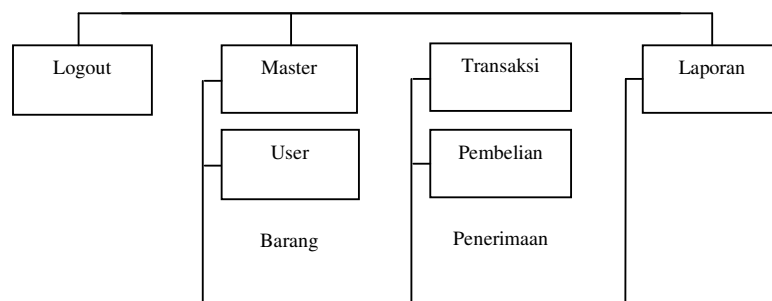 Logout
Master
Transaksi
Laporan
User
Pembelian
Barang
Penerimaan